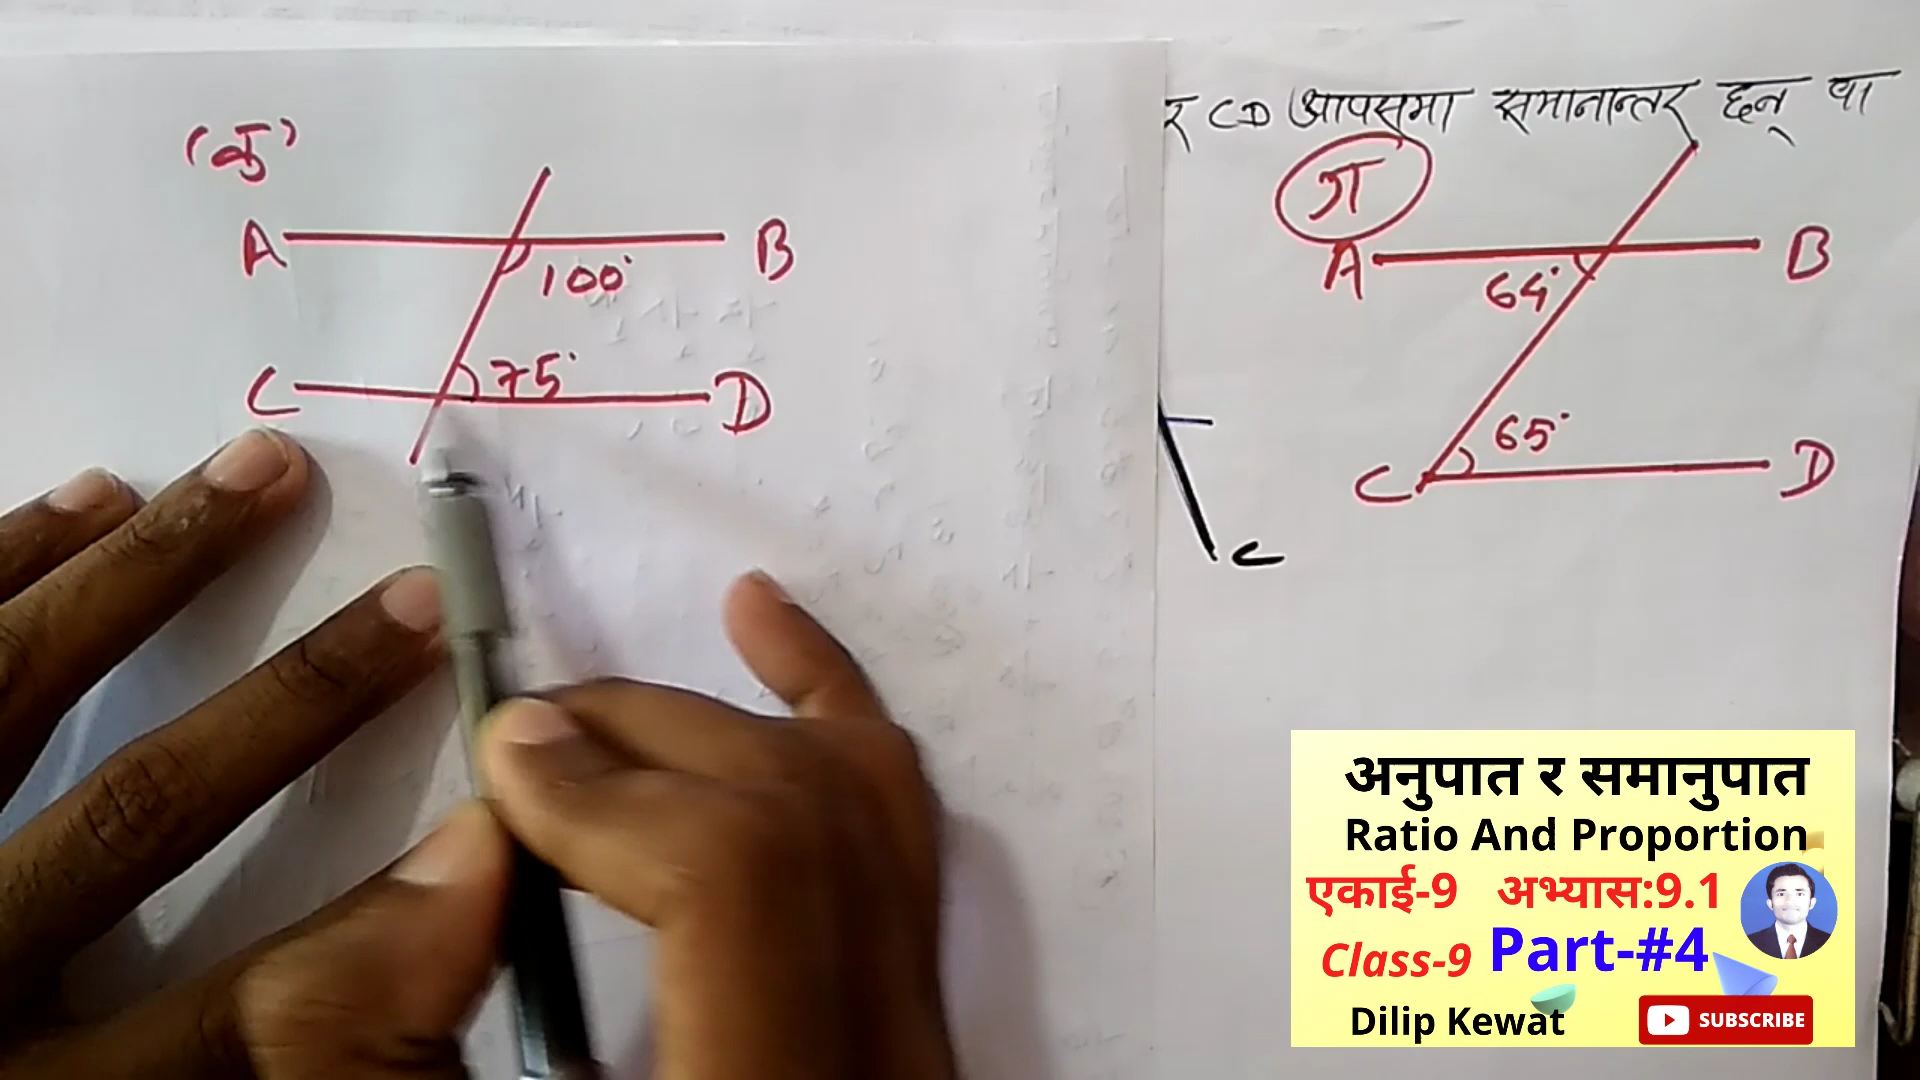 र CD आपसमा समानान्तर छन् वा
(क)
A B
100°
75°
C D
ग
A B
64°
65°
C D
C
अनुपात र समानुपात
Ratio And Proportion
एकाई-9 अभ्यास:9.1
Class-9 Part-#4
Dilip Kewat
SUBSCRIBE